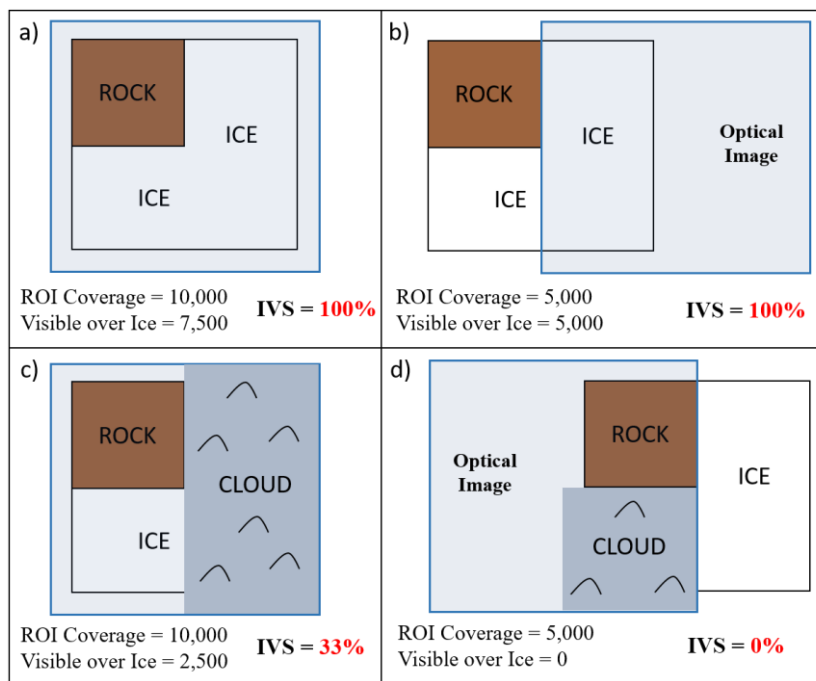 a)
ROCK
ICE
ICE
ROI Coverage = 10,000
Visible over Ice = 7,500
IVS = 100%
b)
ROCK
ICE
ICE
Optical
Image
ROI Coverage = 5,000
Visible over Ice = 5,000
IVS = 100%
c)
ROCK
ICE
CLOUD
ROI Coverage = 10,000
Visible over Ice = 2,500
IVS = 33%
d)
Optical
Image
ROCK
ICE
CLOUD
ROI Coverage = 5,000
Visible over Ice = 0
IVS = 0%